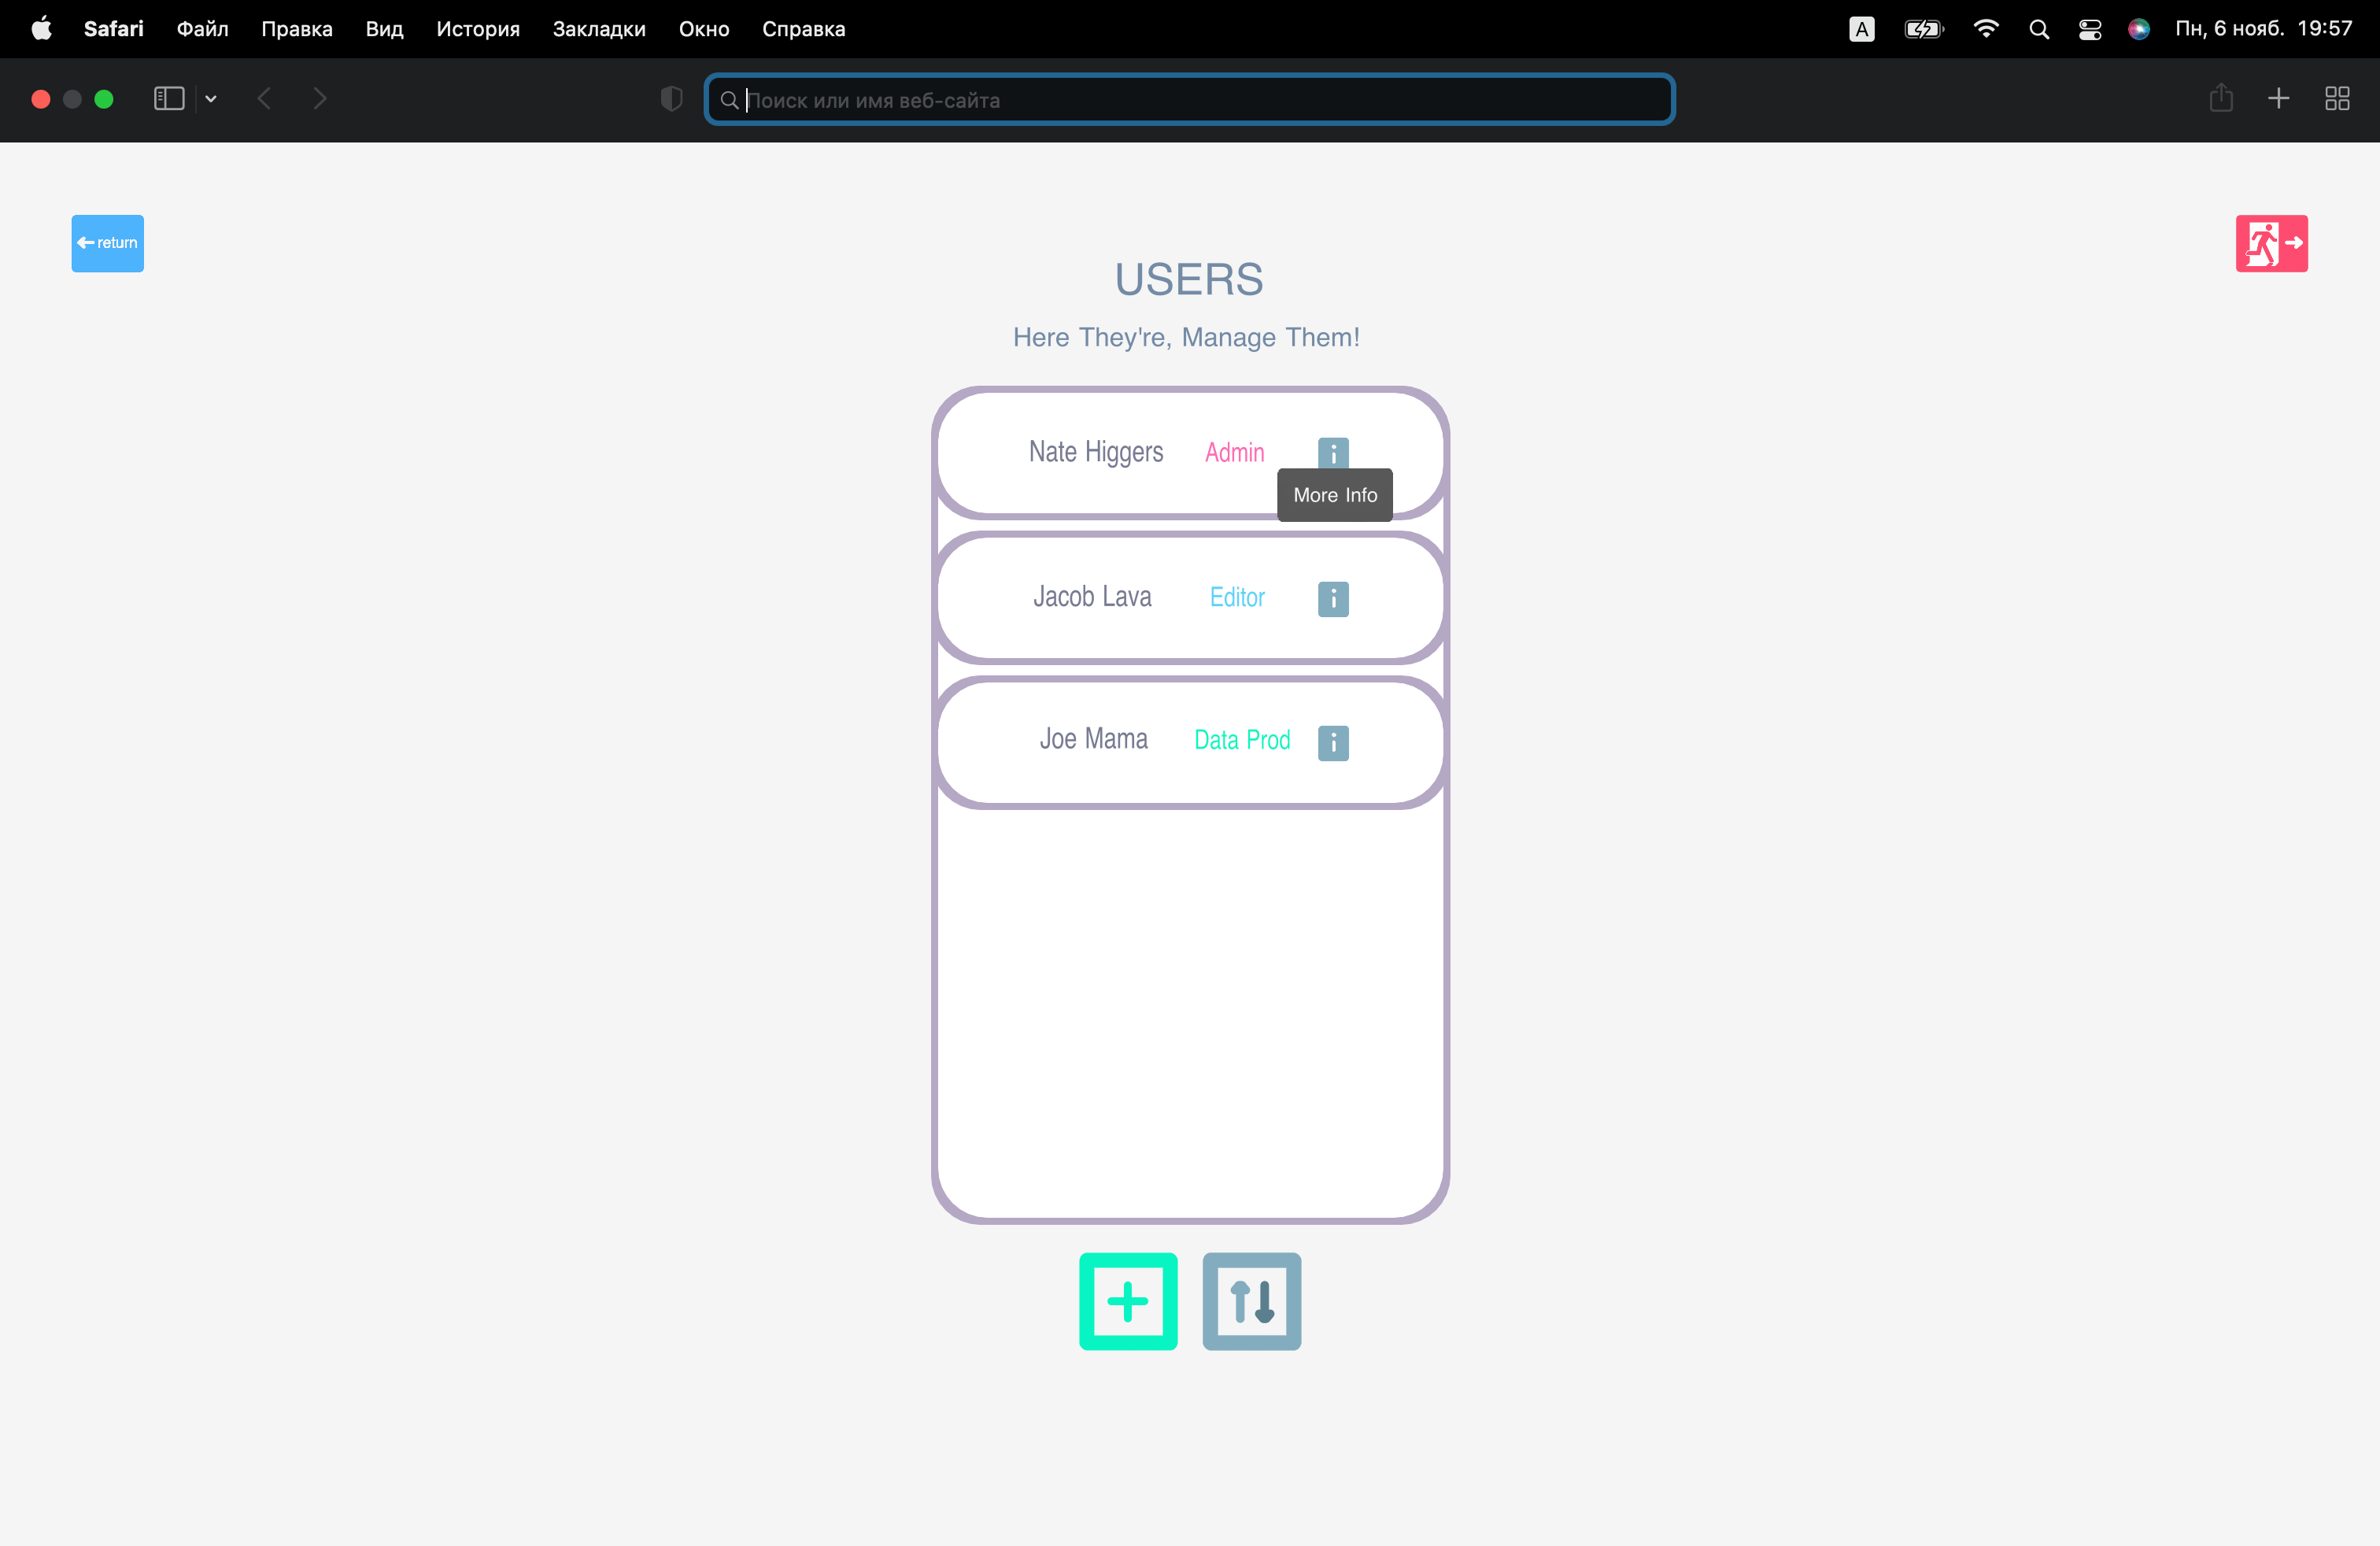 Safari Файл Правка Вид История Закладки Окно Справка A Пн, 6 нояб. 19:57
Поиск или имя веб-сайта
return
USERS
Here They're, Manage Them!
Nate Higgers Admin i
More Info
Jacob Lava Editor i
Joe Mama Data Prod i